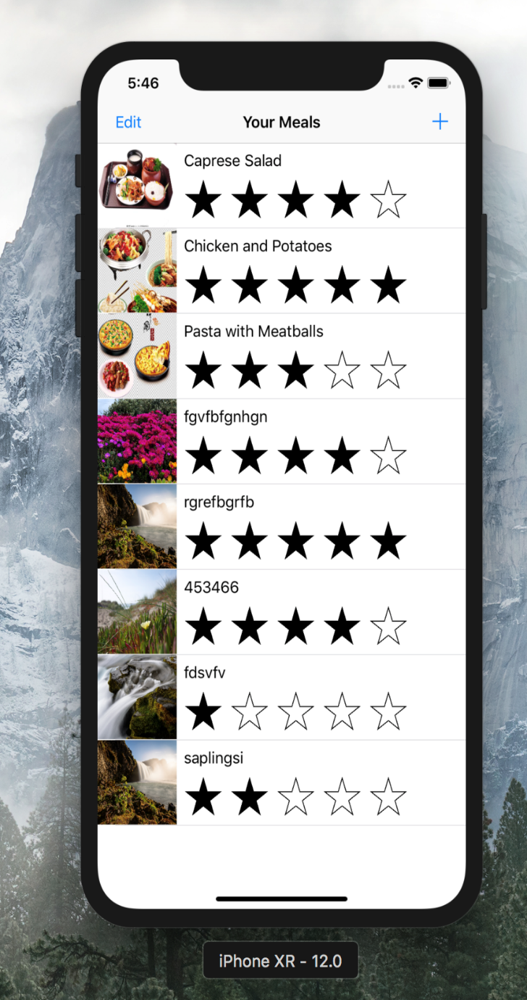 5:46
Edit Your Meals +
Caprese Salad
Chicken and Potatoes
Pasta with Meatballs
fgvfbfgnhgn
rgrefbgrfb
453466
fdsvfv
saplingsi
iPhone XR - 12.0